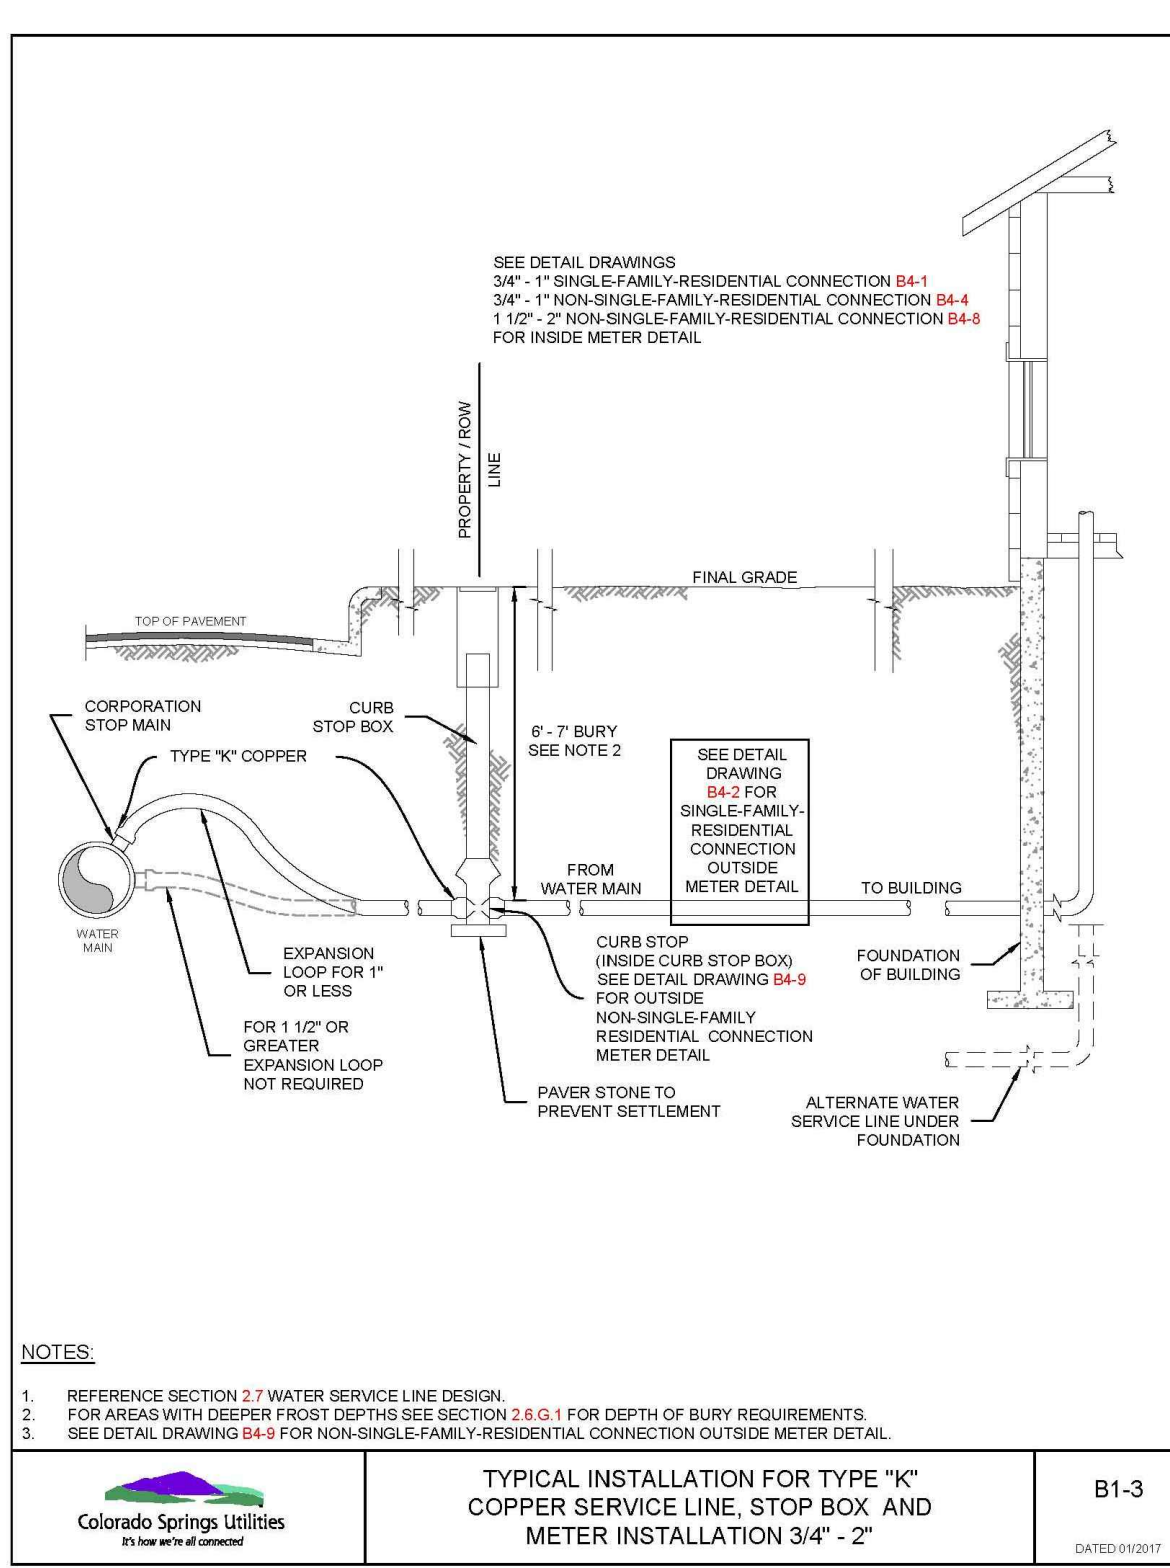 SEE DETAIL DRAWINGS
3/4" - 1" SINGLE-FAMILY-RESIDENTIAL CONNECTION B4-1
3/4" - 1" NON-SINGLE-FAMILY-RESIDENTIAL CONNECTION B4-4
1 1/2" - 2" NON-SINGLE-FAMILY-RESIDENTIAL CONNECTION B4-8
FOR INSIDE METER DETAIL
PROPERTY / ROW
LINE
FINAL GRADE
TOP OF PAVEMENT
CORPORATION
STOP MAIN
CURB
STOP BOX
TYPE "K" COPPER
6' - 7' BURY
SEE NOTE 2
SEE DETAIL
DRAWING
B4-2 FOR
SINGLE-FAMILY-
RESIDENTIAL
CONNECTION
OUTSIDE
METER DETAIL
FROM
WATER MAIN
TO BUILDING
WATER
MAIN
EXPANSION
LOOP FOR 1"
OR LESS
CURB STOP
(INSIDE CURB STOP BOX)
SEE DETAIL DRAWING B4-9
FOR OUTSIDE
NON-SINGLE-FAMILY
RESIDENTIAL CONNECTION
METER DETAIL
FOUNDATION
OF BUILDING
FOR 1 1/2" OR
GREATER
EXPANSION LOOP
NOT REQUIRED
PAVER STONE TO
PREVENT SETTLEMENT
ALTERNATE WATER
SERVICE LINE UNDER
FOUNDATION
NOTES:
1. REFERENCE SECTION 2.7 WATER SERVICE LINE DESIGN.
2. FOR AREAS WITH DEEPER FROST DEPTHS SEE SECTION 2.6.G.1 FOR DEPTH OF BURY REQUIREMENTS.
3. SEE DETAIL DRAWING B4-9 FOR NON-SINGLE-FAMILY-RESIDENTIAL CONNECTION OUTSIDE METER DETAIL.
Colorado Springs Utilities
It's how we're all connected
TYPICAL INSTALLATION FOR TYPE "K"
COPPER SERVICE LINE, STOP BOX AND
METER INSTALLATION 3/4" - 2"
B1-3
DATED 01/2017